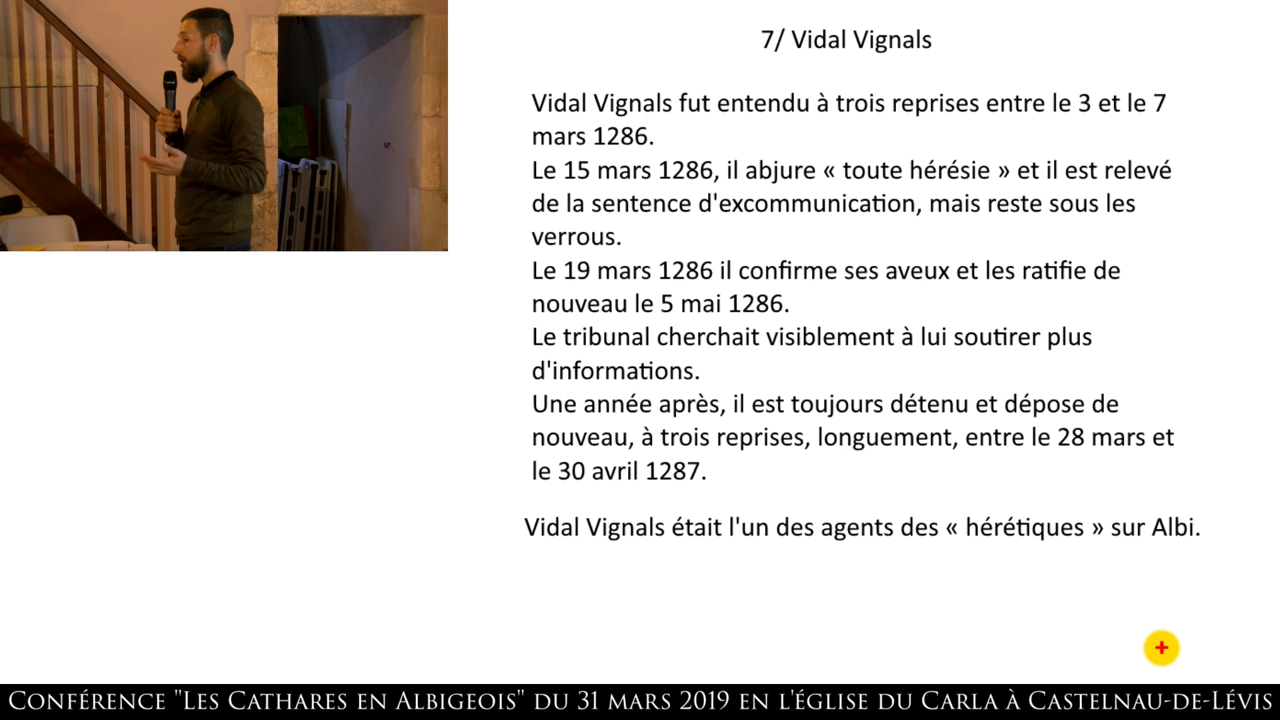 7/ Vidal Vignals
Vidal Vignals fut entendu à trois reprises entre le 3 et le 7
mars 1286.
Le 15 mars 1286, il abjure « toute hérésie » et il est relevé
de la sentence d'excommunication, mais reste sous les
verrous.
Le 19 mars 1286 il confirme ses aveux et les ratifie de
nouveau le 5 mai 1286.
Le tribunal cherchait visiblement à lui soutirer plus
d'informations.
Une année après, il est toujours détenu et dépose de
nouveau, à trois reprises, longuement, entre le 28 mars et
le 30 avril 1287.
Vidal Vignals était l'un des agents des « hérétiques » sur Albi.
Conférence "Les Cathares en Albigeois" du 31 mars 2019 en l'église du Carla à Castelnau-de-Lévis